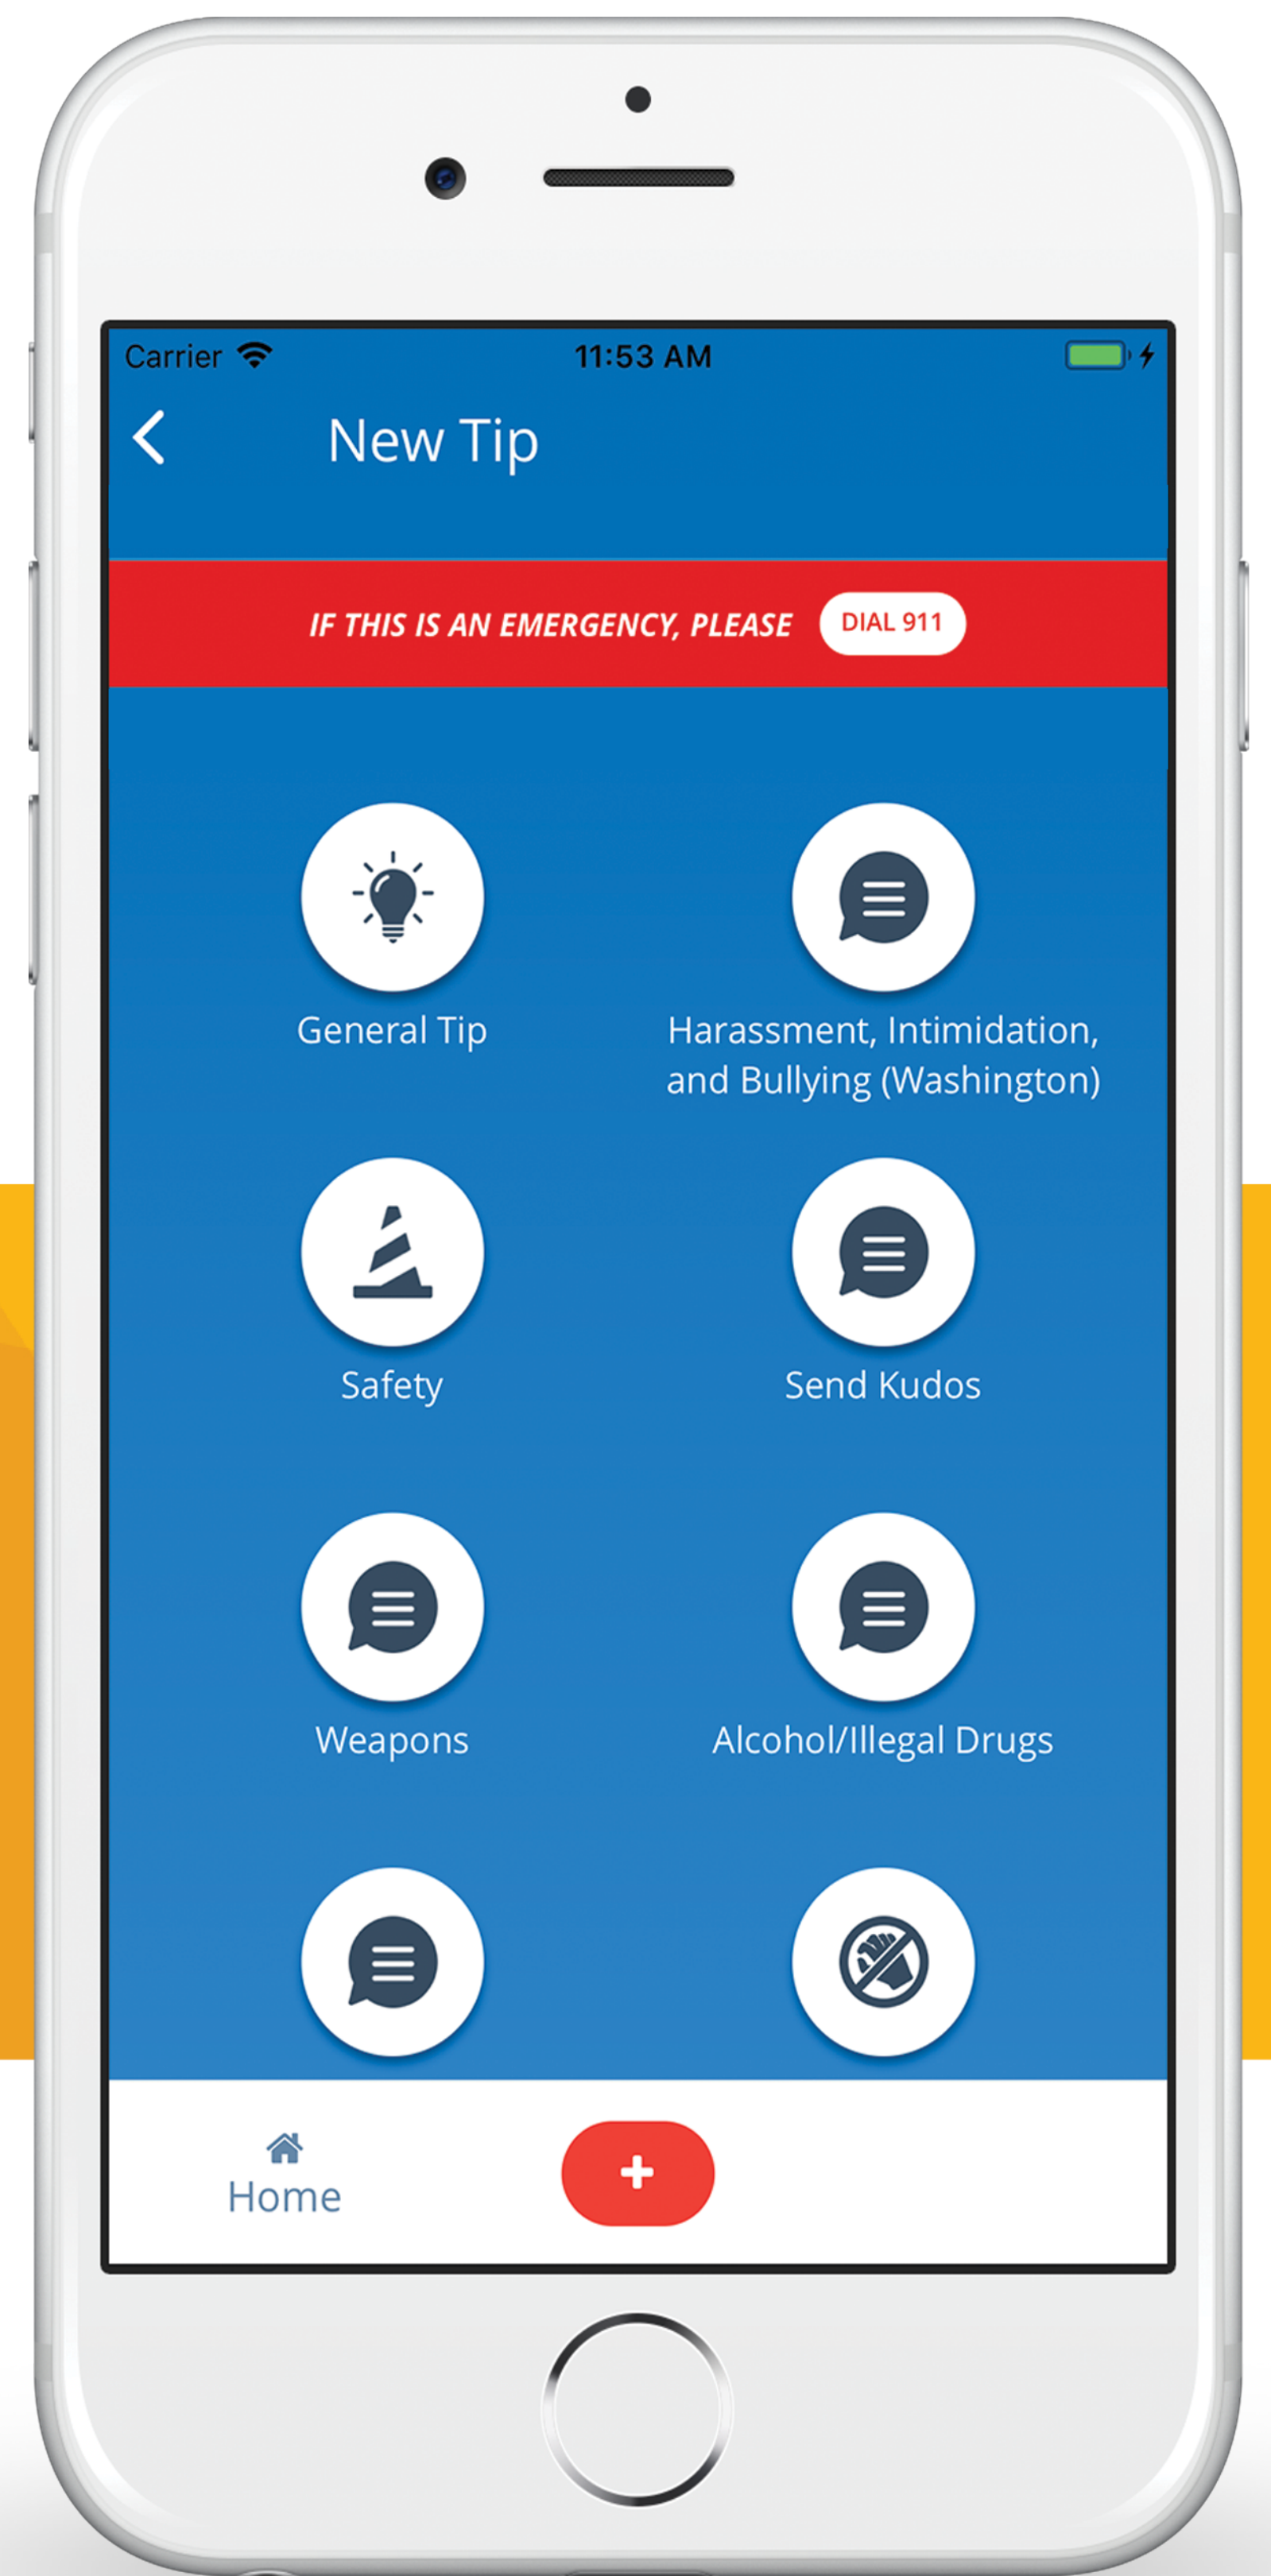 Carrier 11:53 AM
New Tip
IF THIS IS AN EMERGENCY, PLEASE DIAL 911
General Tip
Harassment, Intimidation,
and Bullying (Washington)
Safety
Send Kudos
Weapons
Alcohol/Illegal Drugs
Home